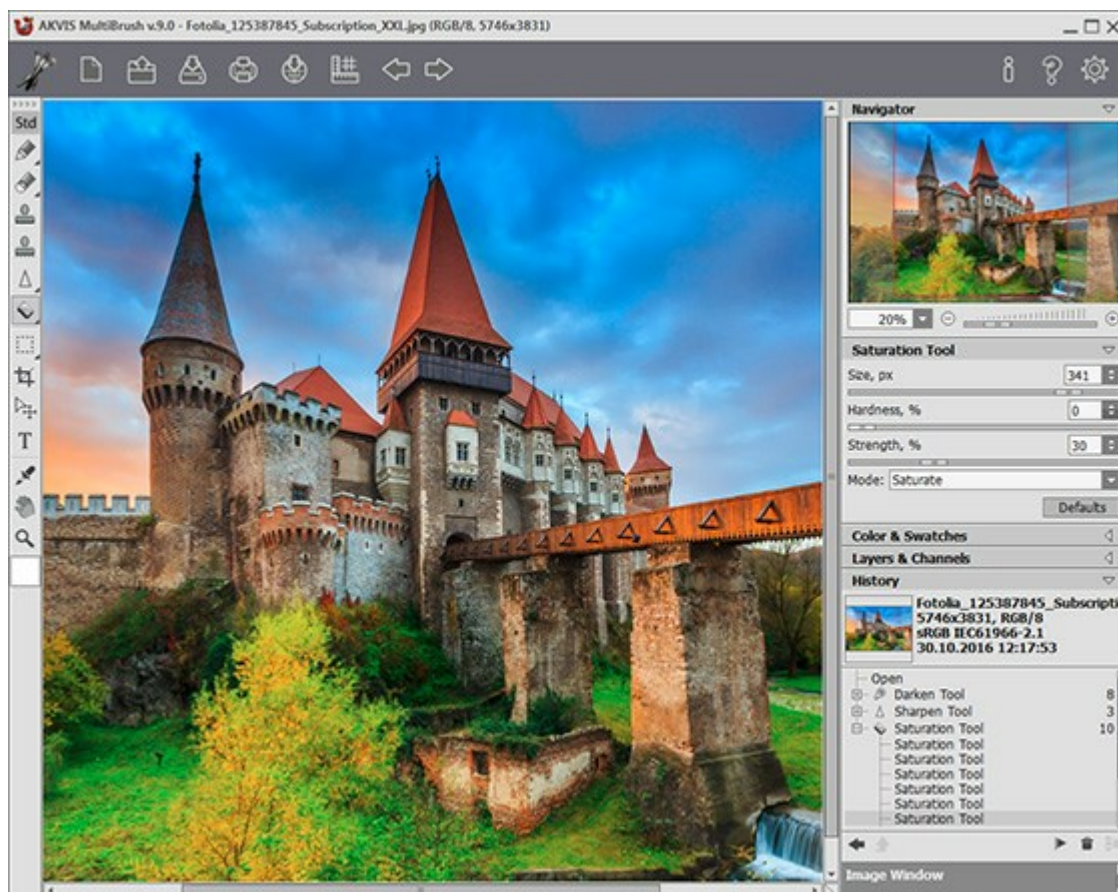 AKVIS MultiBrush v.9.0 - Fotolia_125387845_Subscription_XXL.jpg (RGB/8, 5746x3831)
Std
T
Navigator
20%
Saturation Tool
Size, px 341
Hardness, % 0
Strength, % 30
Mode: Saturate
Defaults
Color & Swatches
Layers & Channels
History
Fotolia_125387845_Subscript
5746x3831, RGB/8
sRGB IEC61966-2.1
30.10.2016 12:17:53
Open
Darken Tool 8
Sharpen Tool 3
Saturation Tool 10
Saturation Tool
Saturation Tool
Saturation Tool
Saturation Tool
Saturation Tool
Saturation Tool
Image Window